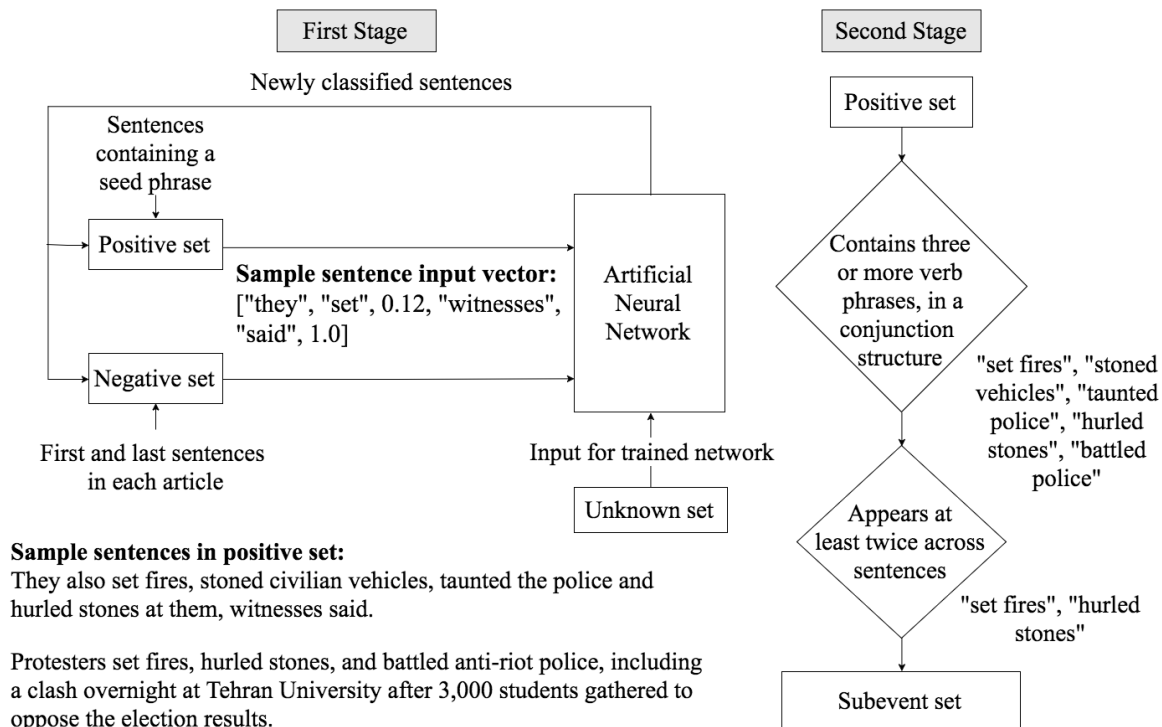 First Stage
Newly classified sentences
Sentences
containing a
seed phrase
Positive set
Sample sentence input vector:
["they", "set", 0.12, "witnesses",
"said", 1.0]
Artificial
Neural
Network
Negative set
First and last sentences
in each article
Input for trained network
Unknown set
Sample sentences in positive set:
They also set fires, stoned civilian vehicles, taunted the police and
hurled stones at them, witnesses said.
Protesters set fires, hurled stones, and battled anti-riot police, including
a clash overnight at Tehran University after 3,000 students gathered to
oppose the election results.
Second Stage
Positive set
Contains three
or more verb
phrases, in a
conjunction
structure
"set fires", "stoned
vehicles", "taunted
police", "hurled
stones", "battled
police"
Appears at
least twice across
sentences
"set fires", "hurled
stones"
Subevent set